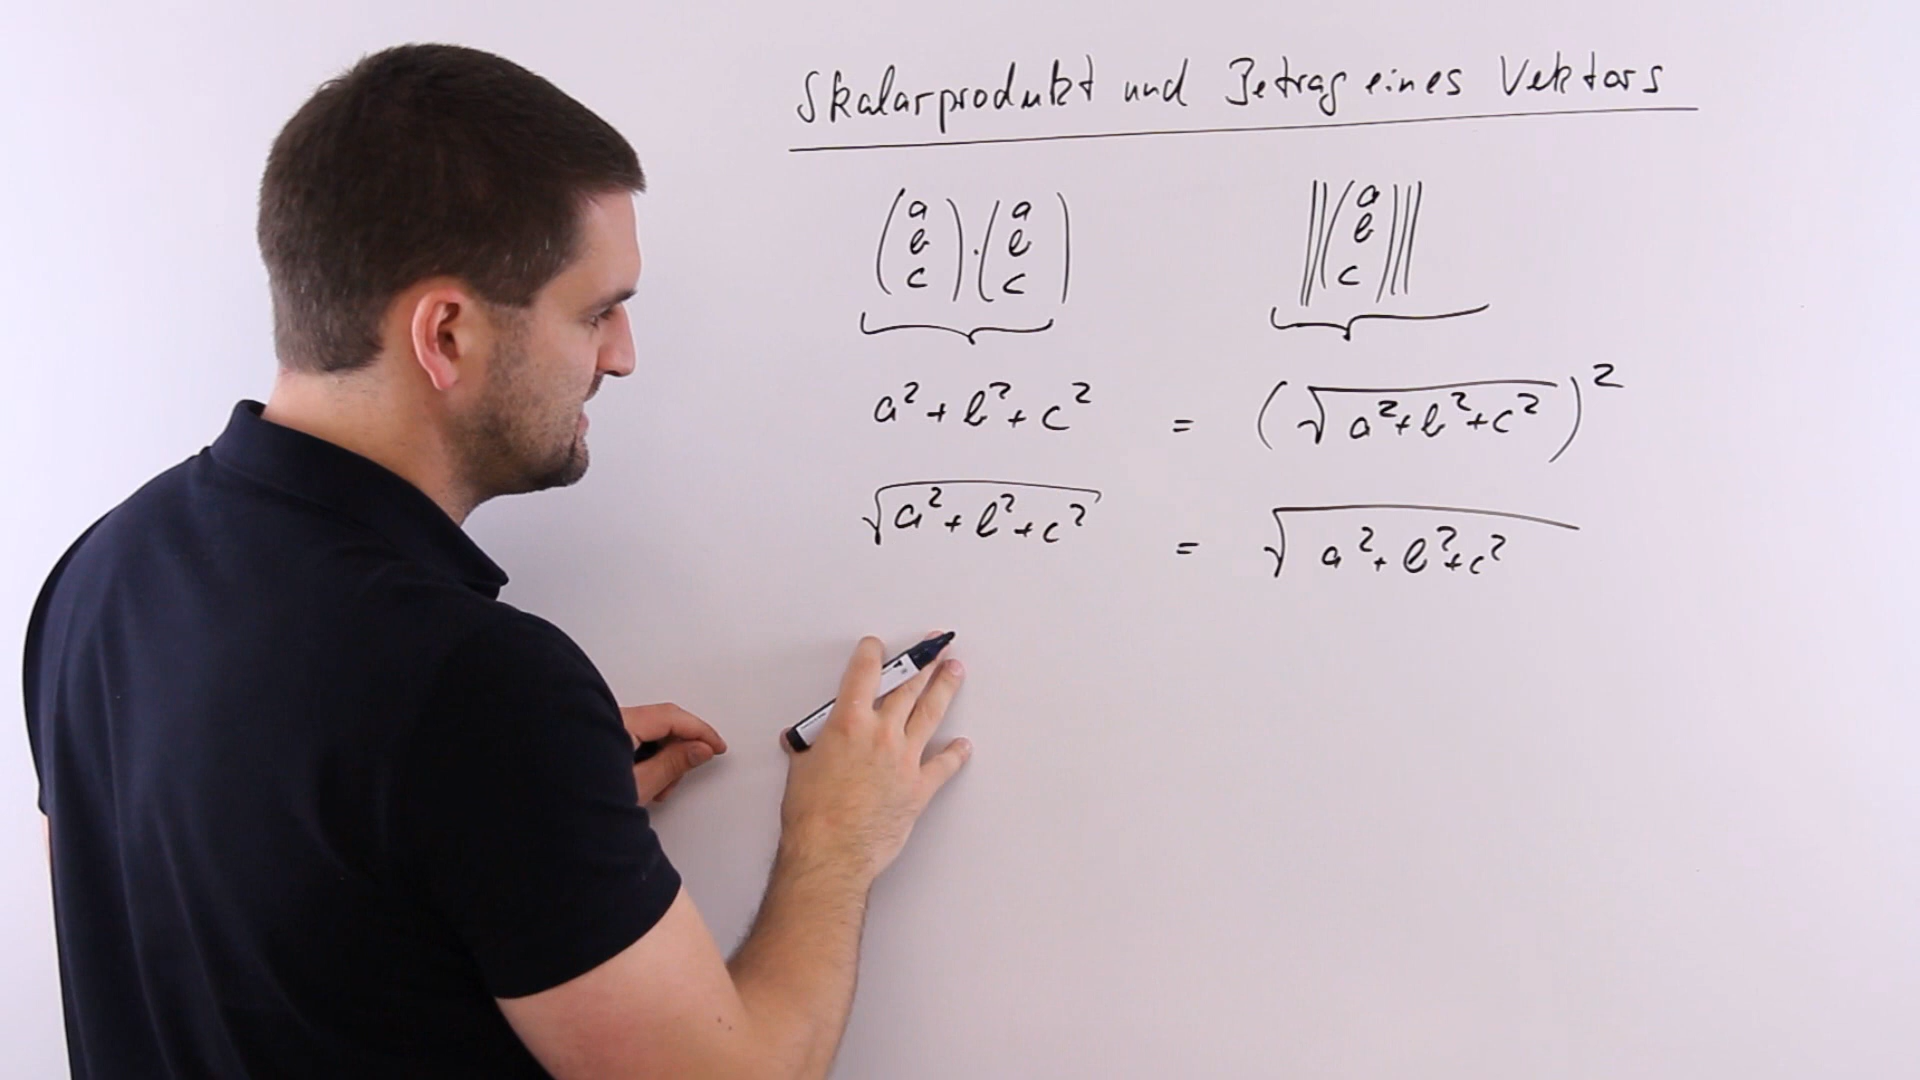 Skalarprodukt und Betrag eines Vektors
(a b c) · (a b c) ||(a b c)||
a² + b² + c² = (√a² + b² + c²)²
√a² + b² + c² = √a² + b² + c²